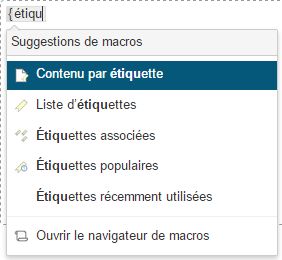 {étiqu
Suggestions de macros
Contenu par étiquette
Liste d'étiquettes
Étiquettes associées
Étiquettes populaires
Étiquettes récemment utilisées
Ouvrir le navigateur de macros